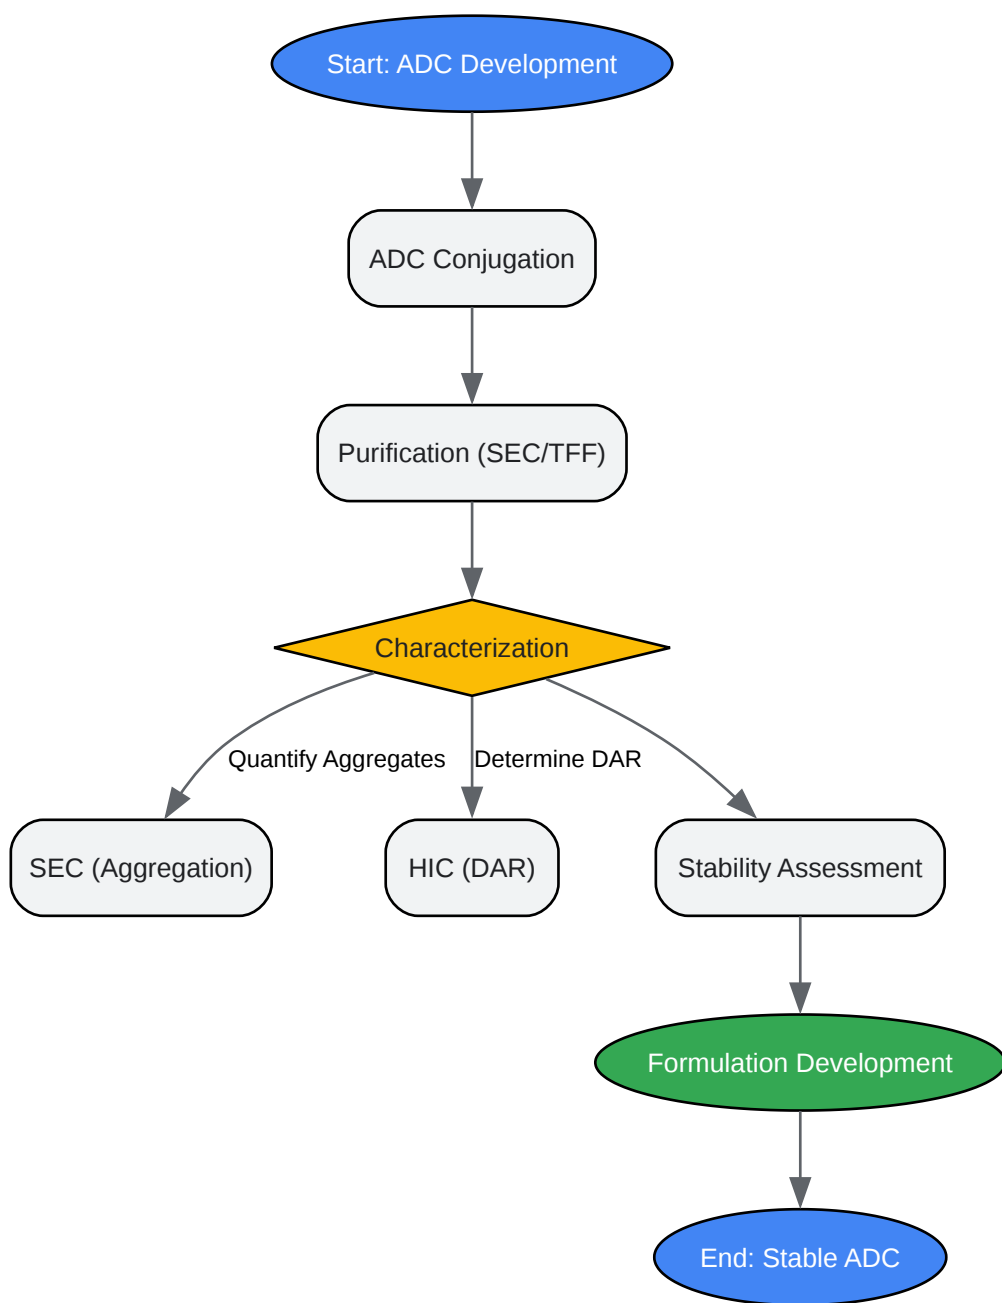 Start: ADC Development
ADC Conjugation
Purification (SEC/TFF)
Characterization
Quantify Aggregates
Determine DAR
SEC (Aggregation)
HIC (DAR)
Stability Assessment
Formulation Development
End: Stable ADC